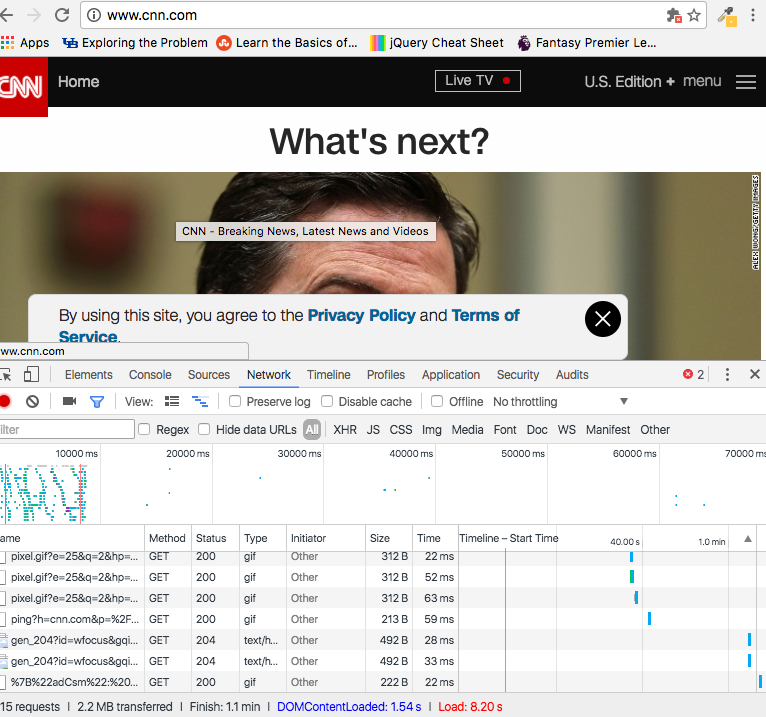 www.cnn.com
Apps Exploring the Problem Learn the Basics of... jQuery Cheat Sheet Fantasy Premier Le...
CNN Home Live TV U.S. Edition + menu
What's next?
ALEX WONG/GETTY IMAGES
CNN - Breaking News, Latest News and Videos
By using this site, you agree to the Privacy Policy and Terms of
Service.
ww.cnn.com
Elements Console Sources Network Timeline Profiles Application Security Audits 2
View: Preserve log Disable cache Offline No throttling
ilter Regex Hide data URLs All XHR JS CSS Img Media Font Doc WS Manifest Other
10000 ms 20000 ms 30000 ms 40000 ms 50000 ms 60000 ms 70000 ms
ame Method Status Type Initiator Size Time Timeline – Start Time 40.00 s 1.0 min
pixel.gif?e=25&q=2&hp=... GET 200 gif Other 312 B 22 ms
pixel.gif?e=25&q=2&hp=... GET 200 gif Other 312 B 52 ms
pixel.gif?e=25&q=2&hp=... GET 200 gif Other 312 B 63 ms
ping?h=cnn.com&p=%2F... GET 200 gif Other 213 B 59 ms
gen_204?id=wfocus&gqi... GET 204 text/h... Other 492 B 28 ms
gen_204?id=wfocus&gqi... GET 204 text/h... Other 492 B 33 ms
%7B%22adCsm%22:%20... GET 200 gif Other 222 B 22 ms
15 requests | 2.2 MB transferred | Finish: 1.1 min | DOMContentLoaded: 1.54 s | Load: 8.20 s